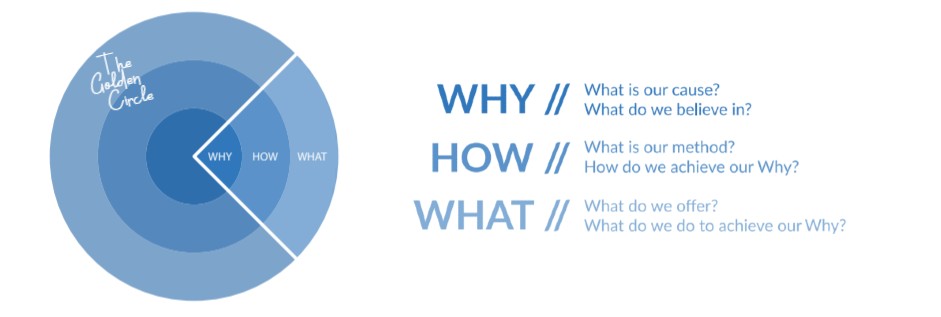 The
Golden
Circle
WHY HOW WHAT
WHY // What is our cause?
What do we believe in?
HOW // What is our method?
How do we achieve our Why?
WHAT // What do we offer?
What do we do to achieve our Why?